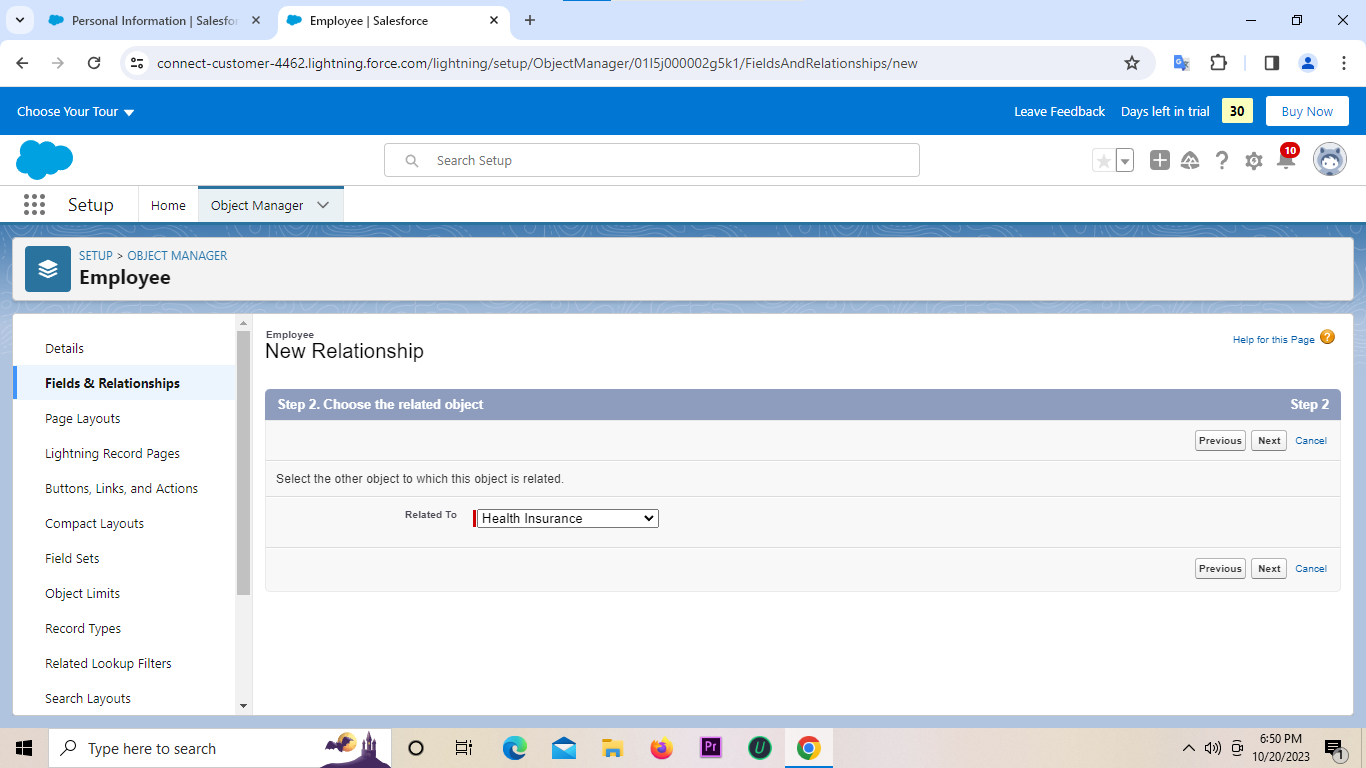 Personal Information | Salesfor
Employee | Salesforce
connect-customer-4462.lightning.force.com/lightning/setup/ObjectManager/01I5j000002g5k1/FieldsAndRelationships/new
Choose Your Tour
Leave Feedback
Days left in trial
30
Buy Now
Search Setup
10
Setup
Home
Object Manager
SETUP > OBJECT MANAGER
Employee
Details
Fields & Relationships
Page Layouts
Lightning Record Pages
Buttons, Links, and Actions
Compact Layouts
Field Sets
Object Limits
Record Types
Related Lookup Filters
Search Layouts
Employee
New Relationship
Help for this Page ?
Step 2. Choose the related object
Step 2
Previous Next Cancel
Select the other object to which this object is related.
Related To Health Insurance
Previous Next Cancel
Type here to search
Pr
U
6:50 PM
10/20/2023
1